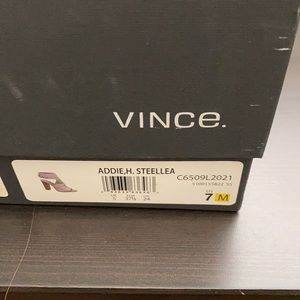 VINCE.
ADDIE,H. STEELLEA
C6509L2021
7 M